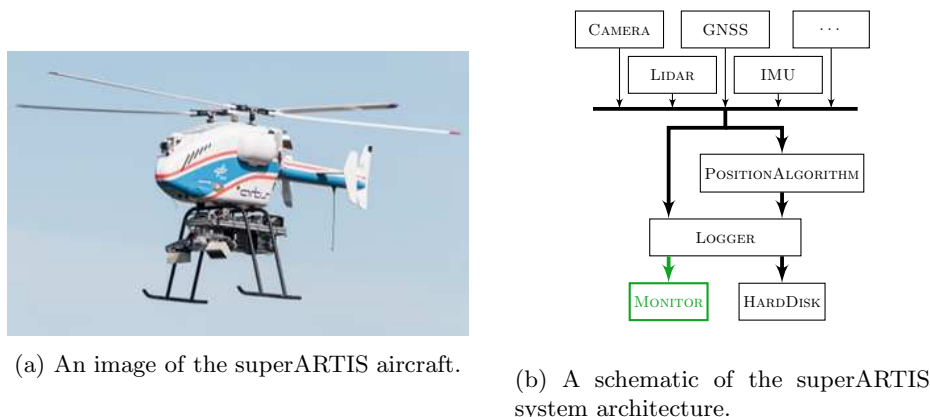 CAMERA
GNSS
...
LIDAR
IMU
POSITIONALGORITHM
LOGGER
MONITOR
HARDDISK
(a) An image of the superARTIS aircraft.
(b) A schematic of the superARTIS
system architecture.